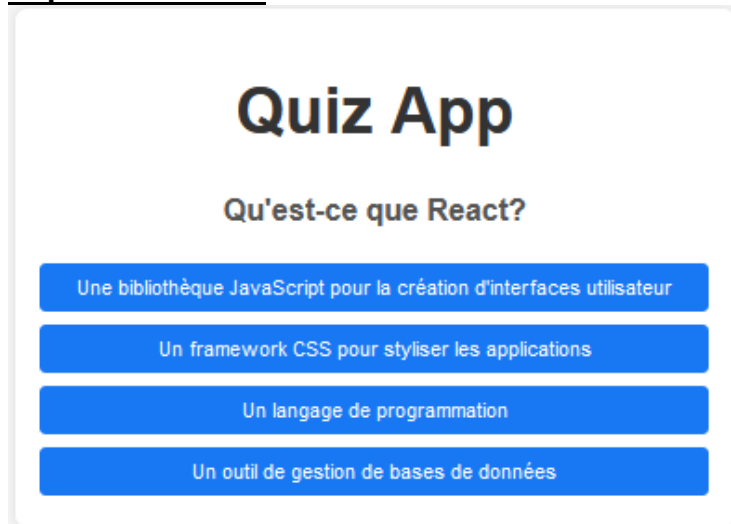 Quiz App
Qu'est-ce que React?
Une bibliothèque JavaScript pour la création d'interfaces utilisateur
Un framework CSS pour styliser les applications
Un langage de programmation
Un outil de gestion de bases de données